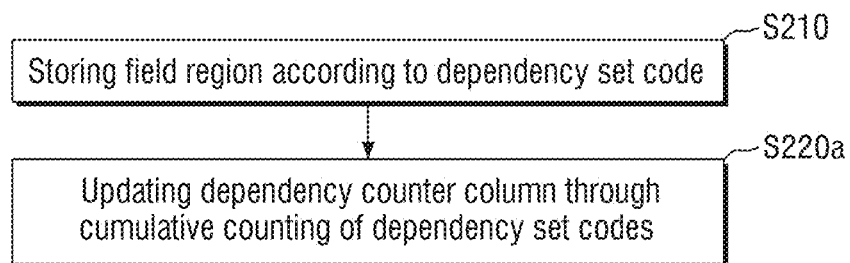 S210
Storing field region according to dependency set code
S220a
Updating dependency counter column through
cumulative counting of dependency set codes